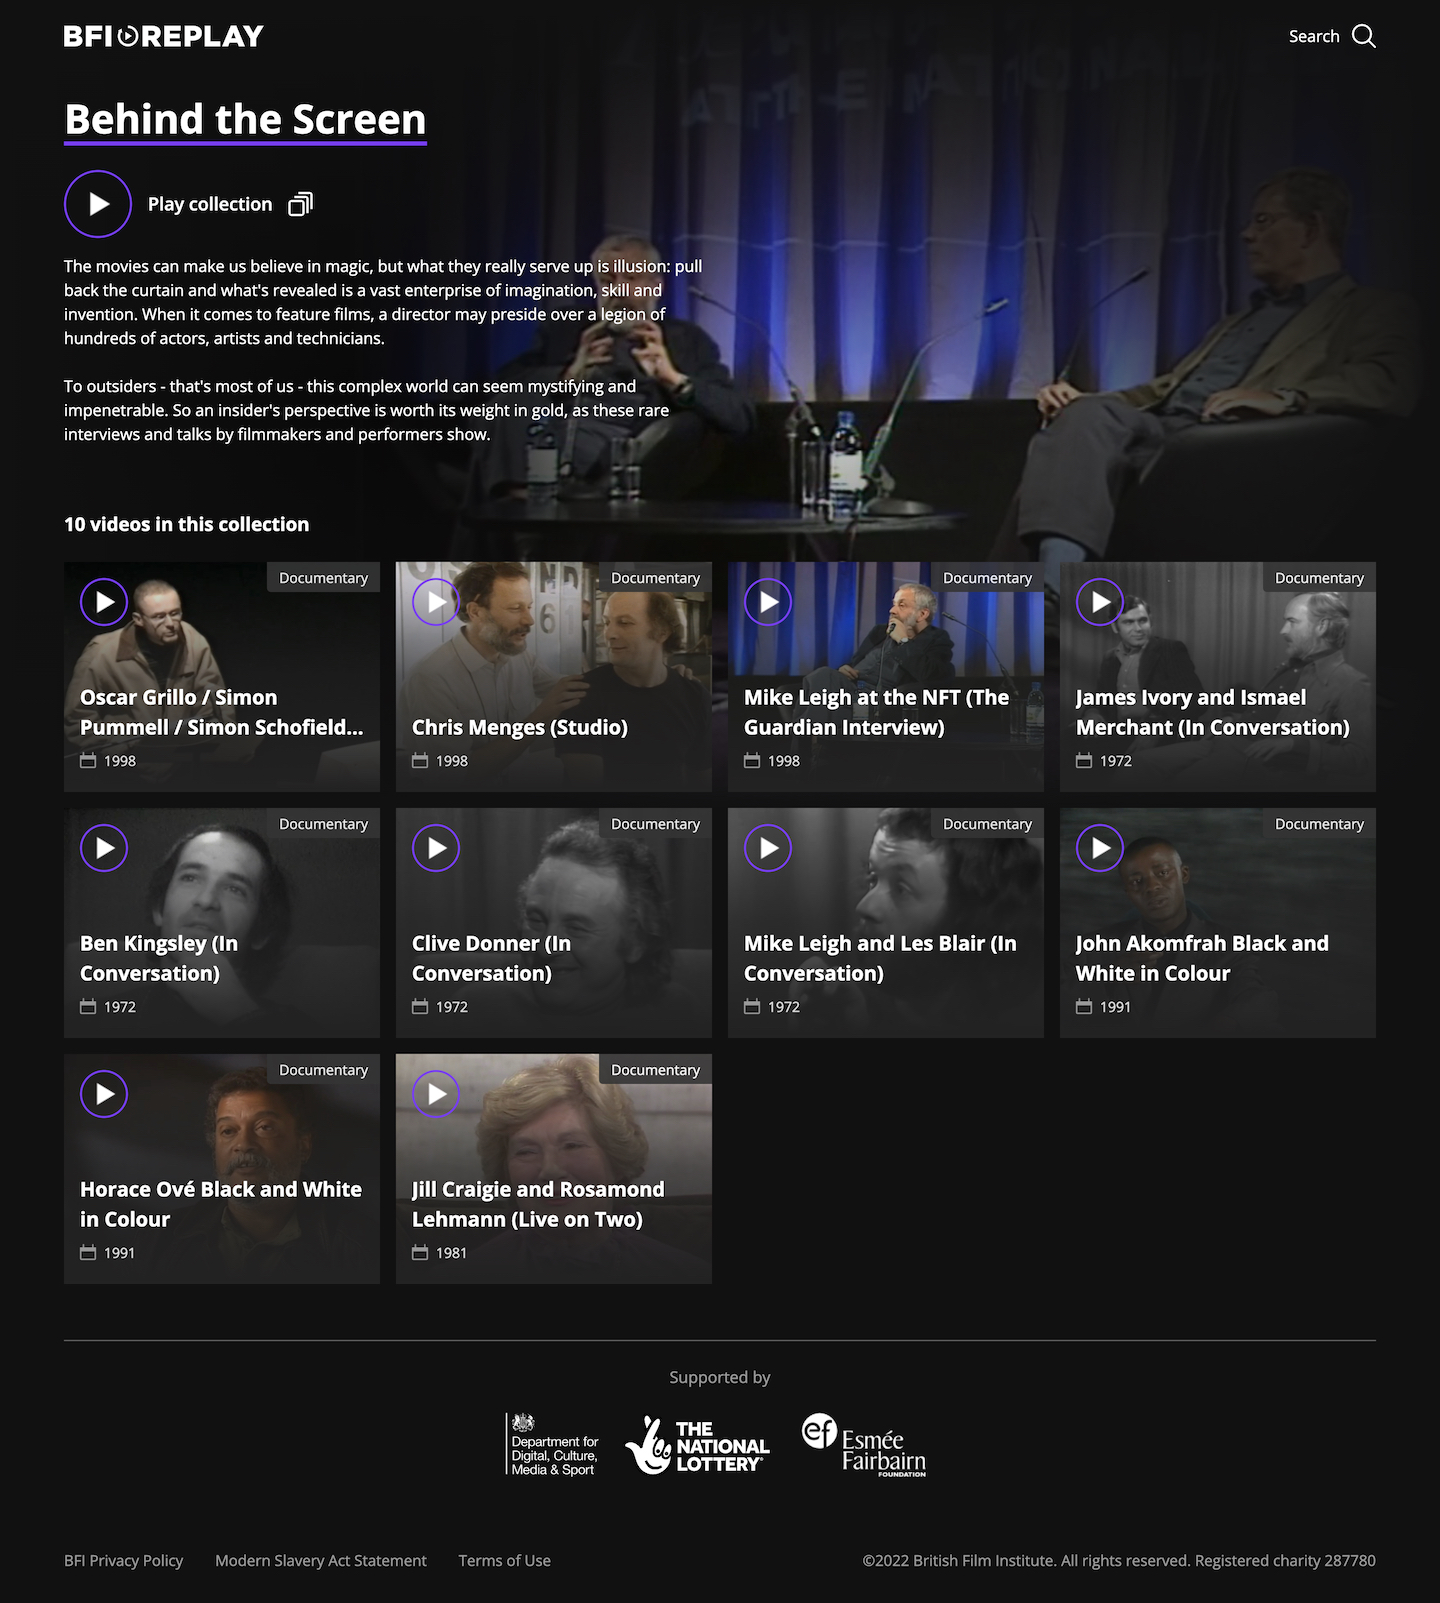 BFI REPLAY
Search
Behind the Screen
Play collection
The movies can make us believe in magic, but what they really serve up is illusion: pull
back the curtain and what's revealed is a vast enterprise of imagination, skill and
invention. When it comes to feature films, a director may preside over a legion of
hundreds of actors, artists and technicians.
To outsiders - that's most of us - this complex world can seem mystifying and
impenetrable. So an insider's perspective is worth its weight in gold, as these rare
interviews and talks by filmmakers and performers show.
10 videos in this collection
Documentary
Oscar Grillo / Simon
Pummell / Simon Schofield...
1998
Documentary
Chris Menges (Studio)
1998
Documentary
Mike Leigh at the NFT (The
Guardian Interview)
1998
Documentary
James Ivory and Ismael
Merchant (In Conversation)
1972
Documentary
Ben Kingsley (In
Conversation)
1972
Documentary
Clive Donner (In
Conversation)
1972
Documentary
Mike Leigh and Les Blair (In
Conversation)
1972
Documentary
John Akomfrah Black and
White in Colour
1991
Documentary
Horace Ové Black and White
in Colour
1991
Documentary
Jill Craigie and Rosamond
Lehmann (Live on Two)
1981
Supported by
Department for
Digital, Culture,
Media & Sport
THE
NATIONAL
LOTTERY
ef
Esmée
Fairbairn
FOUNDATION
BFI Privacy Policy
Modern Slavery Act Statement
Terms of Use
©2022 British Film Institute. All rights reserved. Registered charity 287780